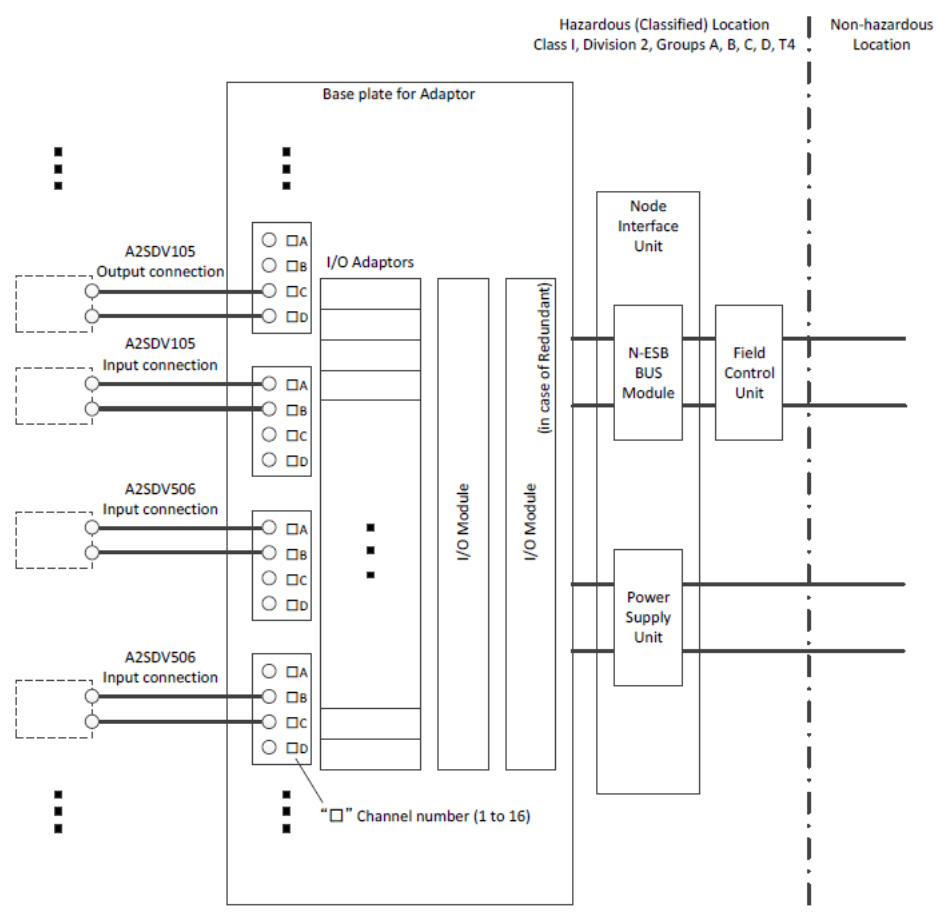 Hazardous (Classified) Location
Class I, Division 2, Groups A, B, C, D, T4
Non-hazardous
Location
Base plate for Adaptor
Node
Interface
Unit
A2SDV105
Output connection
□A
□B
□C
□D
I/O Adaptors
(in case of Redundant)
A2SDV105
Input connection
□A
□B
□C
□D
N-ESB
BUS
Module
Field
Control
Unit
A2SDV506
Input connection
□A
□B
□C
□D
I/O Module
I/O Module
Power
Supply
Unit
A2SDV506
Input connection
□A
□B
□C
□D
"□" Channel number (1 to 16)